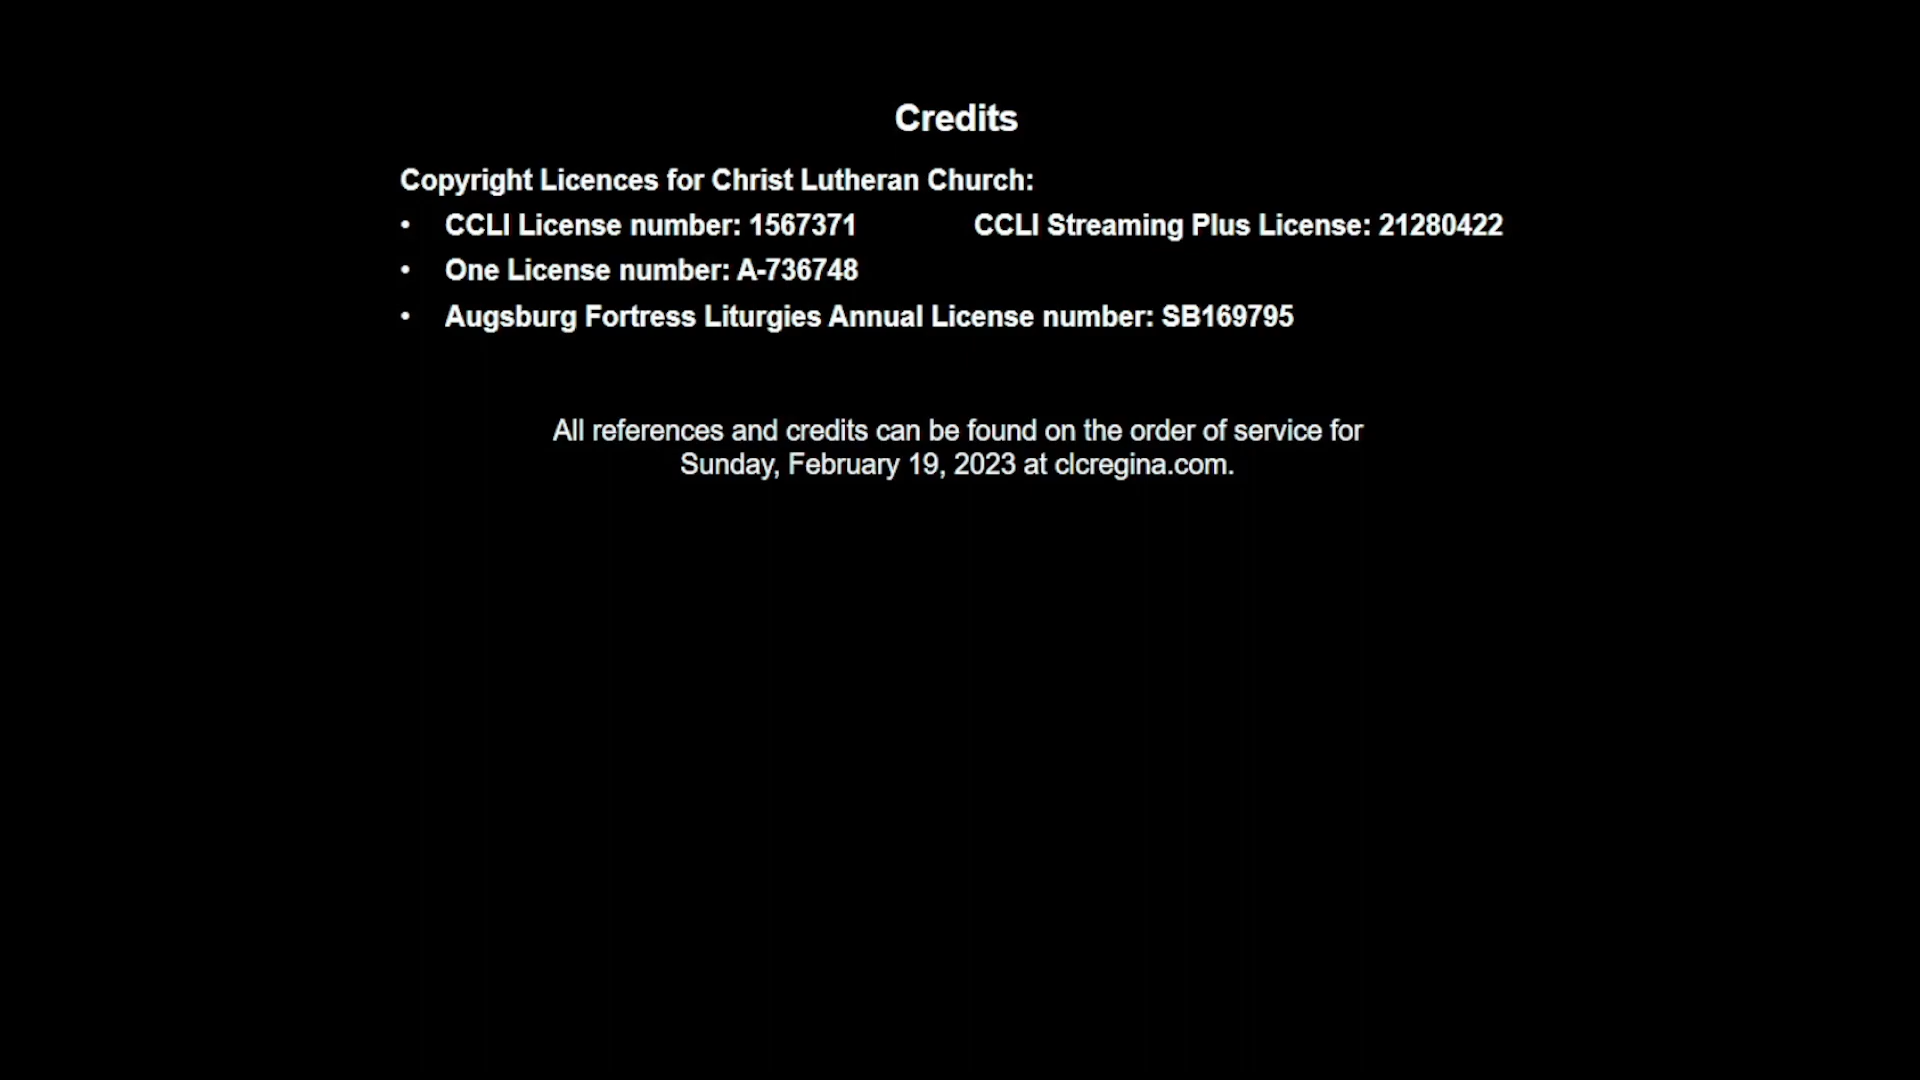 Credits
Copyright Licences for Christ Lutheran Church:
• CCLI License number: 1567371 CCLI Streaming Plus License: 21280422
• One License number: A-736748
• Augsburg Fortress Liturgies Annual License number: SB169795
All references and credits can be found on the order of service for
Sunday, February 19, 2023 at clcregina.com.